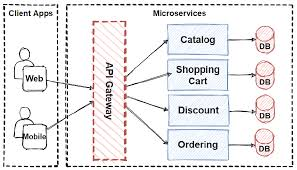 Client Apps
Microservices
Web
Mobile
API Gateway
Catalog
DB
Shopping
Cart
DB
Discount
DB
Ordering
DB